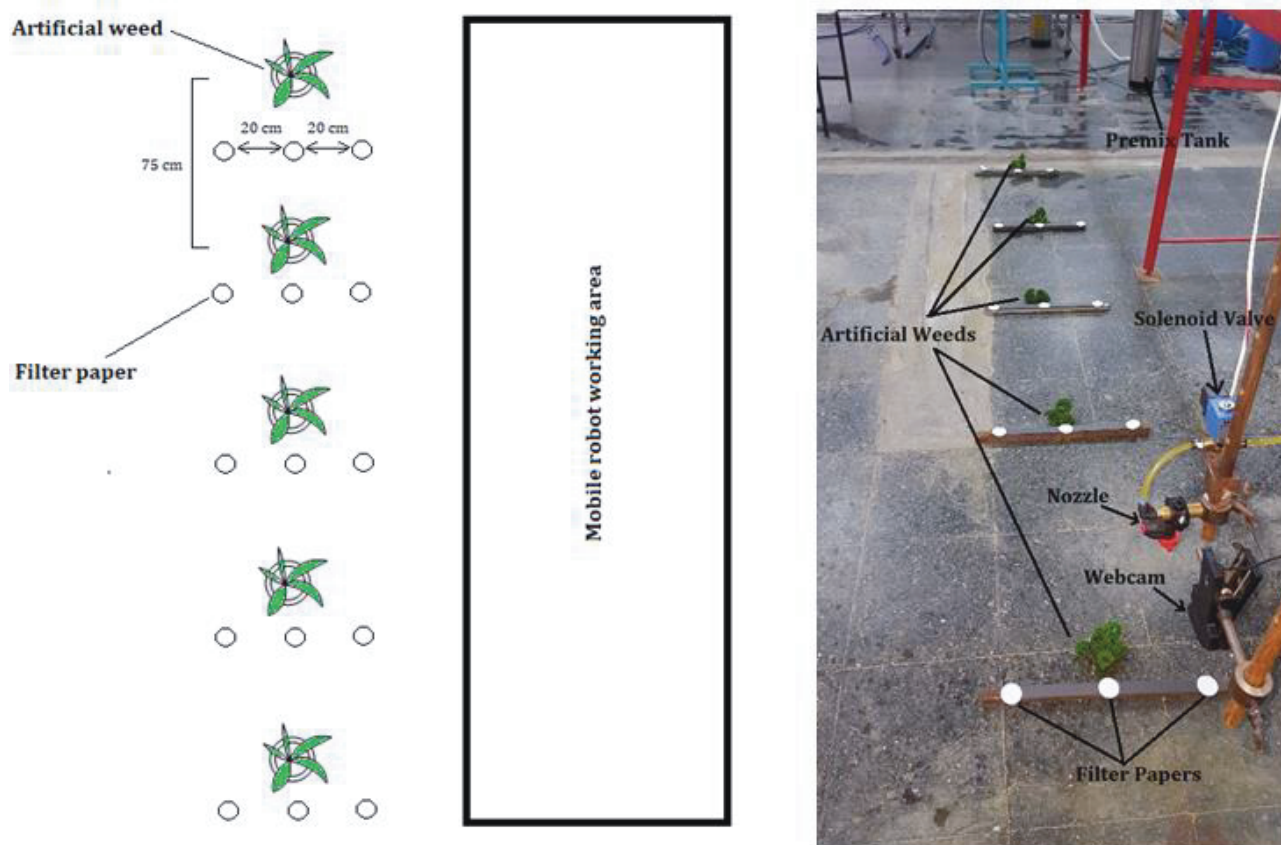 Artificial weed
20 cm
20 cm
75 cm
Filter paper
Mobile robot working area
Premix Tank
Artificial Weeds
Solenoid Valve
Nozzle
Webcam
Filter Papers